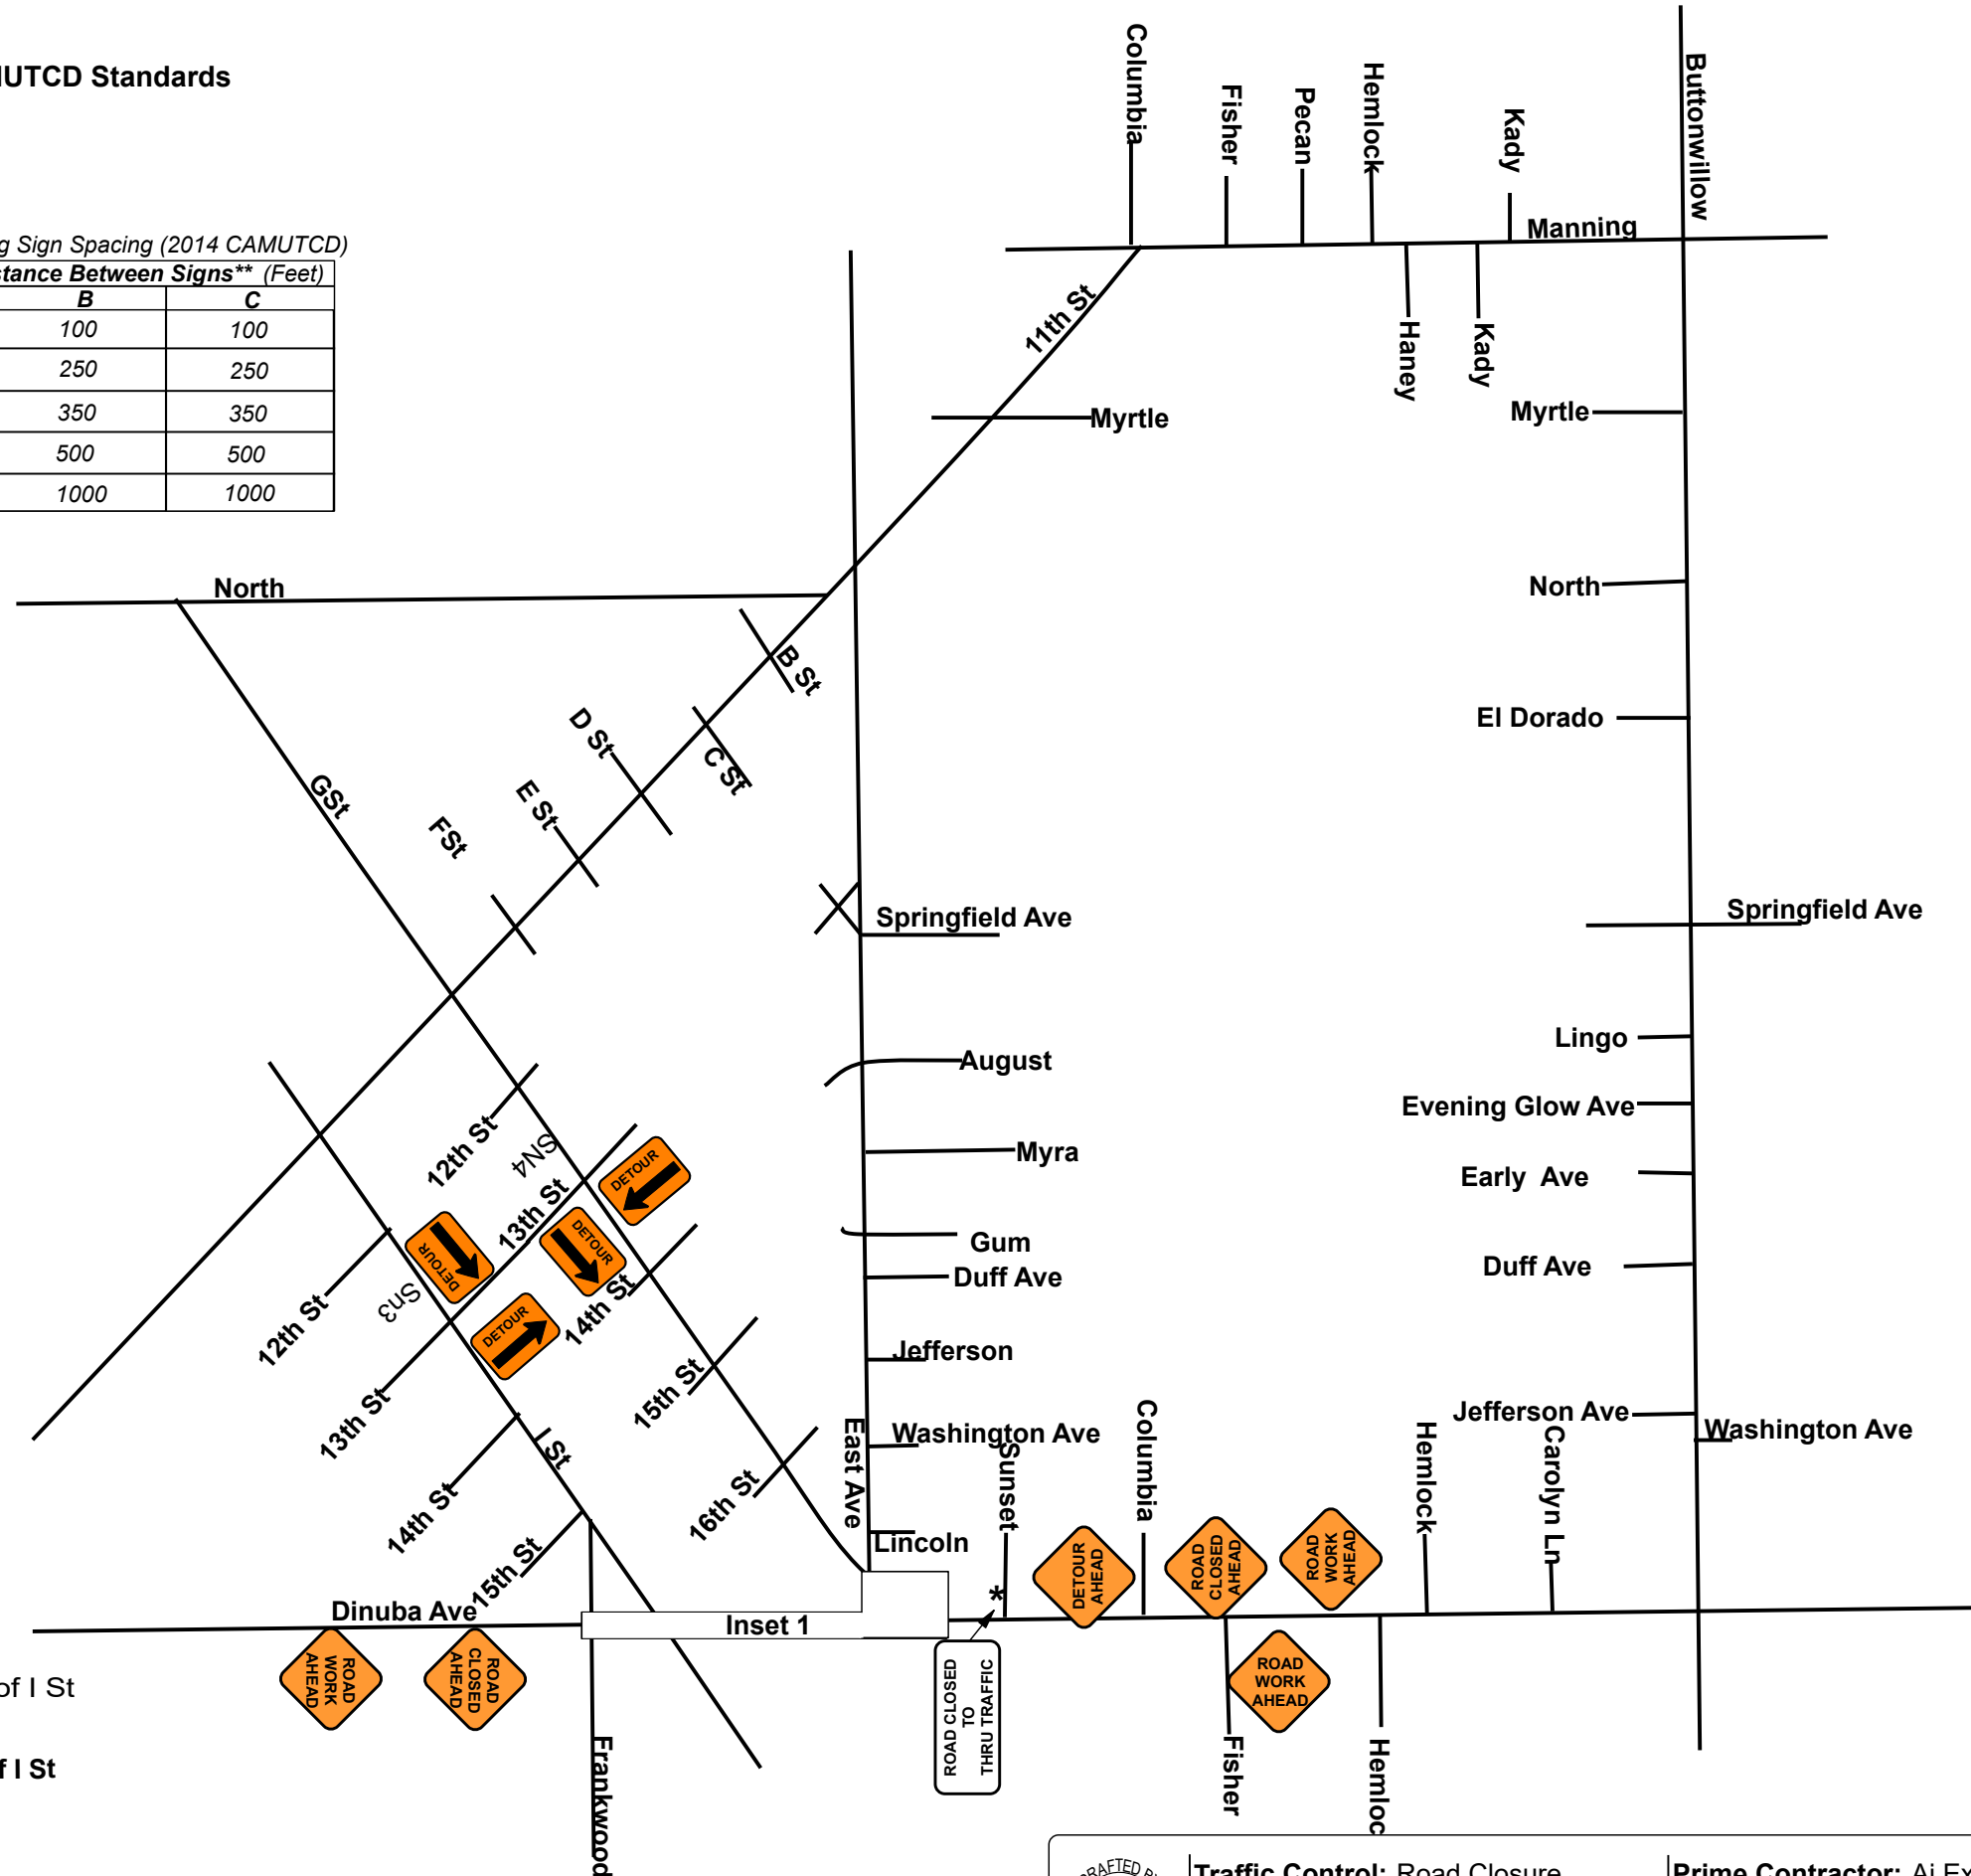 UTCD Standards
g Sign Spacing (2014 CAMUTCD)
stance Between Signs** (Feet)
B C
100 100
250 250
350 350
500 500
1000 1000
Columbia
Fisher
Pecan
Hemlock
Kady
Buttonwillow
Manning
Haney
Kady
11th St
Myrtle
Myrtle
North
North
B St
C St
D St
E St
FSt
GSt
El Dorado
Springfield Ave
Springfield Ave
Lingo
August
Evening Glow Ave
Myra
Early Ave
Gum
Duff Ave
Duff Ave
12th St
SN4
DETOUR
13th St
DETOUR
DETOUR
Sn3
12th St
DETOUR
14th St
Jefferson
13th St
15th St
I St
East Ave
Washington Ave
Sunset
Columbia
Hemlock
Jefferson Ave
Carolyn Ln
Washington Ave
14th St
16th St
Lincoln
15th St
DETOUR
AHEAD
ROAD
CLOSED
AHEAD
ROAD
WORK
AHEAD
*
Dinuba Ave
Inset 1
ROAD
WORK
AHEAD
ROAD
CLOSED
AHEAD
ROAD CLOSED
TO
THRU TRAFFIC
ROAD
WORK
AHEAD
of I St
f I St
Frankwood
Fisher
Hemloc
RAFTED
Traffic Control: Road Closure
Prime Contractor: Aj Ex